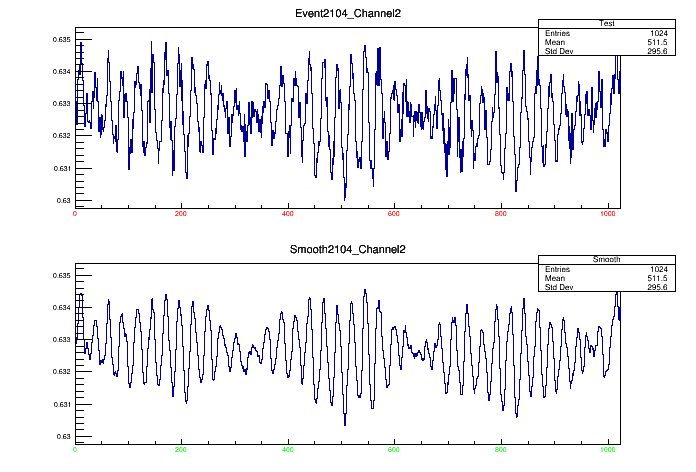 Event2104_Channel2
Test
Entries 1024
Mean 511.5
Std Dev 295.6
0.635
0.634
0.633
0.632
0.631
0.63
0 200 400 600 800 1000
Smooth2104_Channel2
Smooth
Entries 1024
Mean 511.5
Std Dev 295.6
0.635
0.634
0.633
0.632
0.631
0.63
0 200 400 600 800 1000